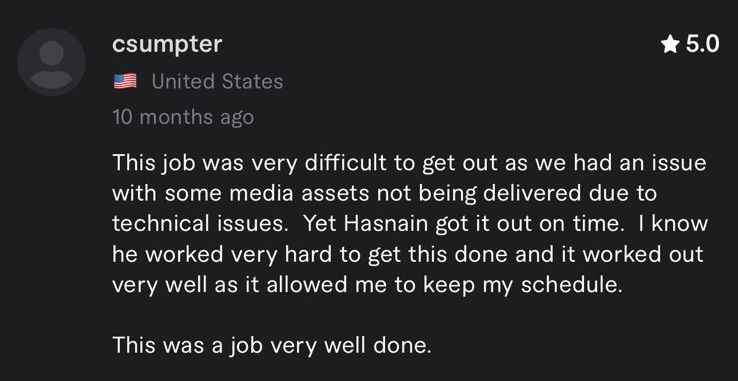 csumpter
★ 5.0
United States
10 months ago
This job was very difficult to get out as we had an issue
with some media assets not being delivered due to
technical issues.  Yet Hasnain got it out on time.  I know
he worked very hard to get this done and it worked out
very well as it allowed me to keep my schedule.
This was a job very well done.